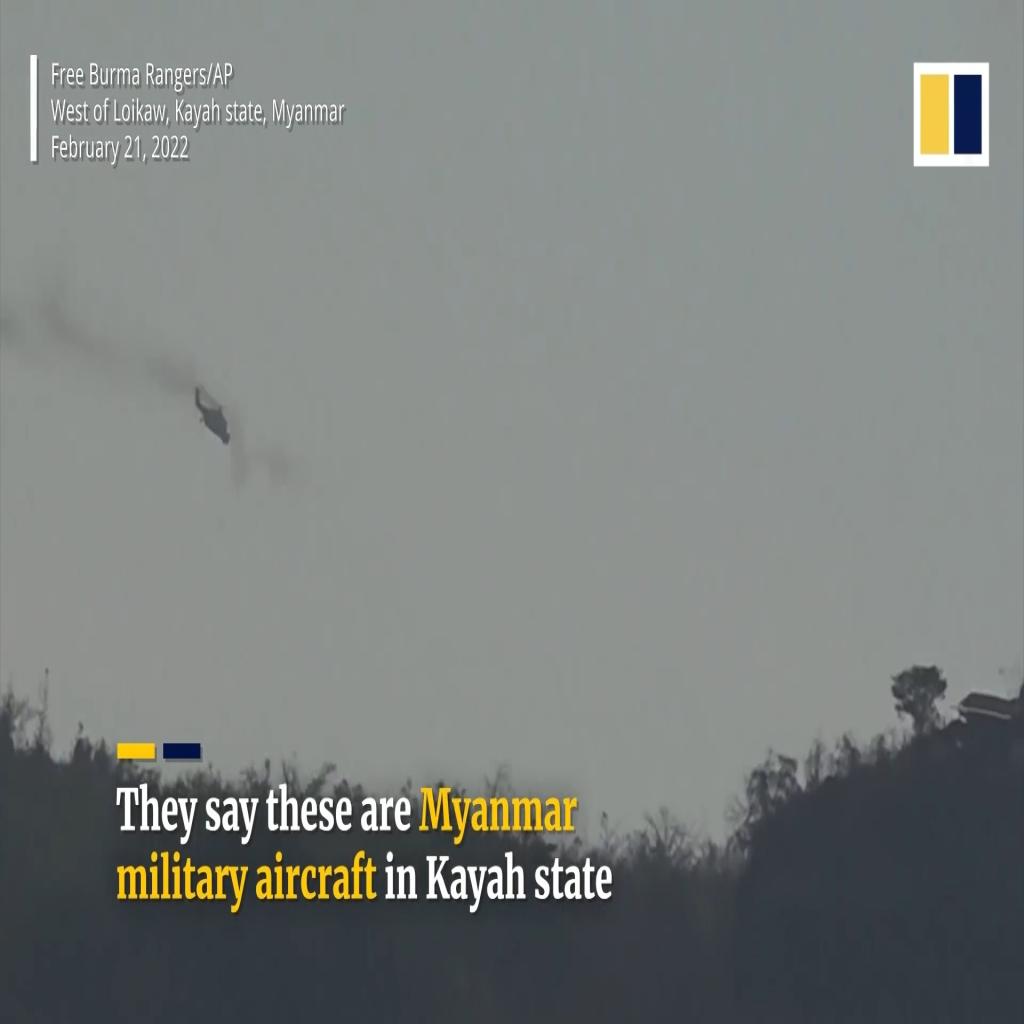 Free Burma Rangers/AP
West of Loikaw, Kayah state, Myanmar
February 21, 2022
They say these are Myanmar
military aircraft in Kayah state